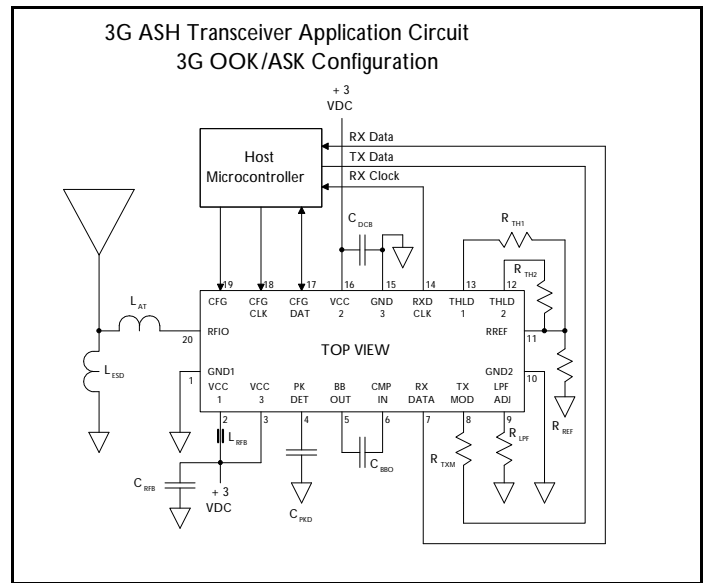 3G ASH Transceiver Application Circuit
3G OOK/ASK Configuration
+ 3
VDC
RX Data
TX Data
RX Clock
Host
Microcontroller
C DCB
R TH1
R TH2
19 18 17 16 15 14 13 12
CFG CFG CFG VCC GND RXD THLD THLD
CLK DAT 2 3 CLK 1 2
L AT
20 RFIO
RREF 11
TOP VIEW
L ESD
1 GND1
GND2 10
VCC VCC PK BB CMP RX TX LPF
1 3 DET OUT IN DATA MOD ADJ
2 3 4 5 6 7 8 9
L RFB
R REF
R LPF
R TXM
C BBO
C RFB
+ 3
VDC
C PKD